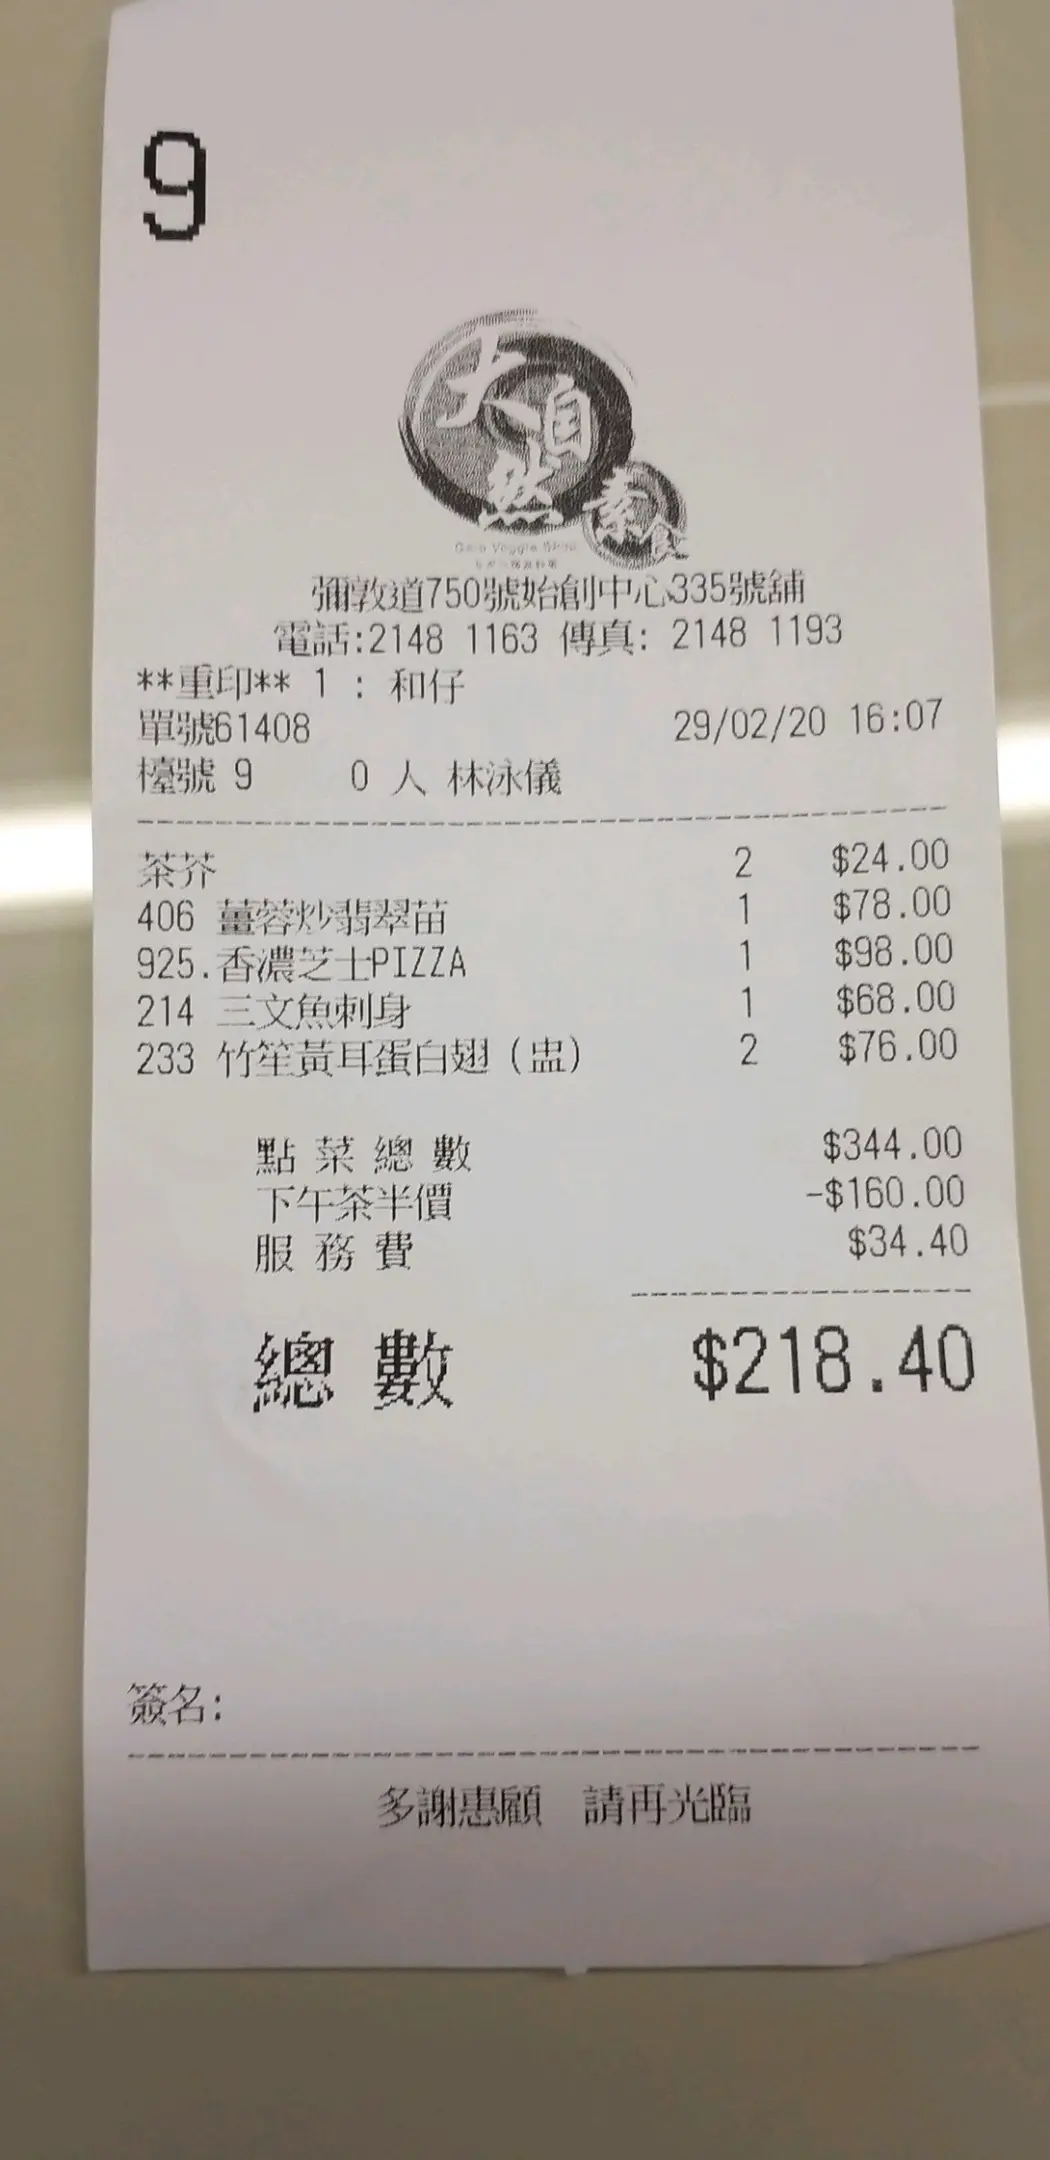 9
大自然
素食
Gaia Veggie Shop
彌敦道750號始創中心335號舖
電話:2148 1163 傳真: 2148 1193
**重印** 1 : 和仔
單號61408 29/02/20 16:07
檯號 9 0 人 林泳儀
茶芥 2 $24.00
406 薑蓉炒翡翠苗 1 $78.00
925.香濃芝士PIZZA 1 $98.00
214 三文魚刺身 1 $68.00
233 竹笙黃耳蛋白翅(盅) 2 $76.00
點 菜 總 數 $344.00
下午茶半價 -$160.00
服 務 費 $34.40
總 數 $218.40
簽名:
多謝惠顧 請再光臨